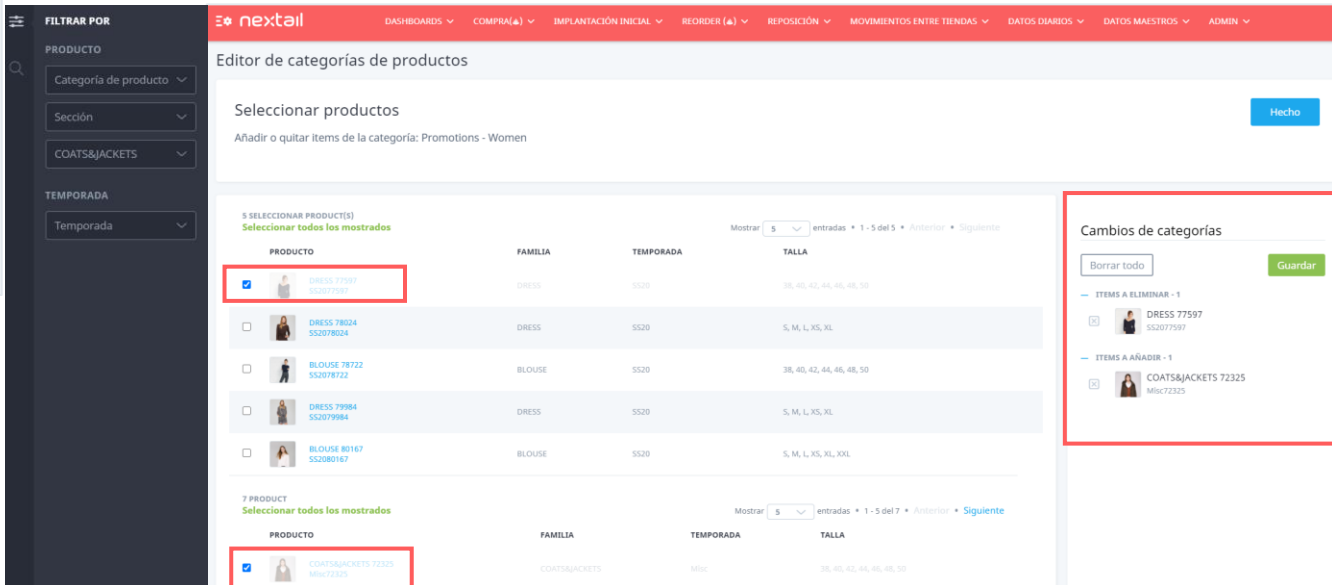 FILTRAR POR
PRODUCTO
Categoría de producto
Sección
COATS&JACKETS
TEMPORADA
Temporada
nextail
DASHBOARDS COMPRA(▲) IMPLANTACIÓN INICIAL REORDER (▲) REPOSICIÓN MOVIMIENTOS ENTRE TIENDAS DATOS DIARIOS DATOS MAESTROS ADMIN
Editor de categorías de productos
Seleccionar productos
Hecho
Añadir o quitar items de la categoría: Promotions - Women
5 SELECCIONAR PRODUCT(S)
Seleccionar todos los mostrados
Mostrar 5 entradas • 1 - 5 del 5 • Anterior • Siguiente
PRODUCTO FAMILIA TEMPORADA TALLA
DRESS 77597
SS2077597
DRESS SS20 38, 40, 42, 44, 46, 48, 50
DRESS 78024
SS2078024
DRESS SS20 S, M, L, XS, XL
BLOUSE 78722
SS2078722
BLOUSE SS20 38, 40, 42, 44, 46, 48, 50
DRESS 79984
SS2079984
DRESS SS20 S, M, L, XS, XL
BLOUSE 80167
SS2080167
BLOUSE SS20 S, M, L, XS, XL, XXL
7 PRODUCT
Seleccionar todos los mostrados
Mostrar 5 entradas • 1 - 5 del 7 • Anterior • Siguiente
PRODUCTO FAMILIA TEMPORADA TALLA
COATS&JACKETS 72325
Misc72325
COATS&JACKETS Misc 38, 40, 42, 44, 46, 48, 50
Cambios de categorías
Borrar todo
Guardar
— ITEMS A ELIMINAR - 1
DRESS 77597
SS2077597
— ITEMS A AÑADIR - 1
COATS&JACKETS 72325
Misc72325